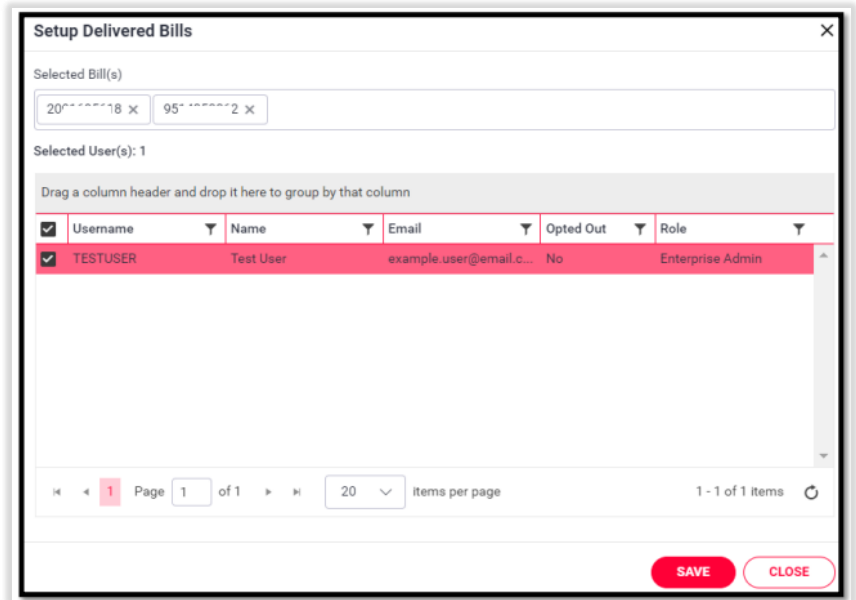 Setup Delivered Bills
Selected Bill(s)
Selected User(s): 1
Drag a column header and drop it here to group by that column
Username Name Email Opted Out Role
TESTUSER Test User example.user@email.c... No Enterprise Admin
1 Page 1 of 1 20 items per page 1 - 1 of 1 items
SAVE CLOSE